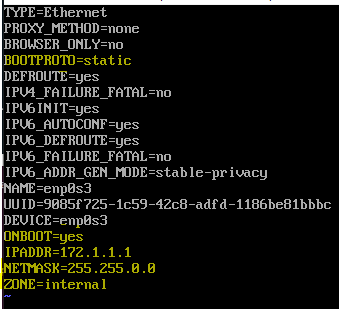 TYPE=Ethernet
PROXY_METHOD=none
BROWSER_ONLY=no
BOOTPROTO:=static
DEFROUTE=yes
IPV4_FAILURE_FATAL=no
IPV6INIT=yes
IPV6_AUTOCONF=yes
IPV6_DEFROUTE=yes
IPV6_FAILURE_FATAL=no
IPV6_ADDR_GEN_MODE=stable-privacy
NAME=enp0s3
UUID=9085f725-1c59-42c8-adfd-1186be81bbbc
DEVICE=enp0s3
ONBOOT=yes
IPADDR:=172.1.1.1
NETMASK=255.255.0.0
ZONE=internal
~